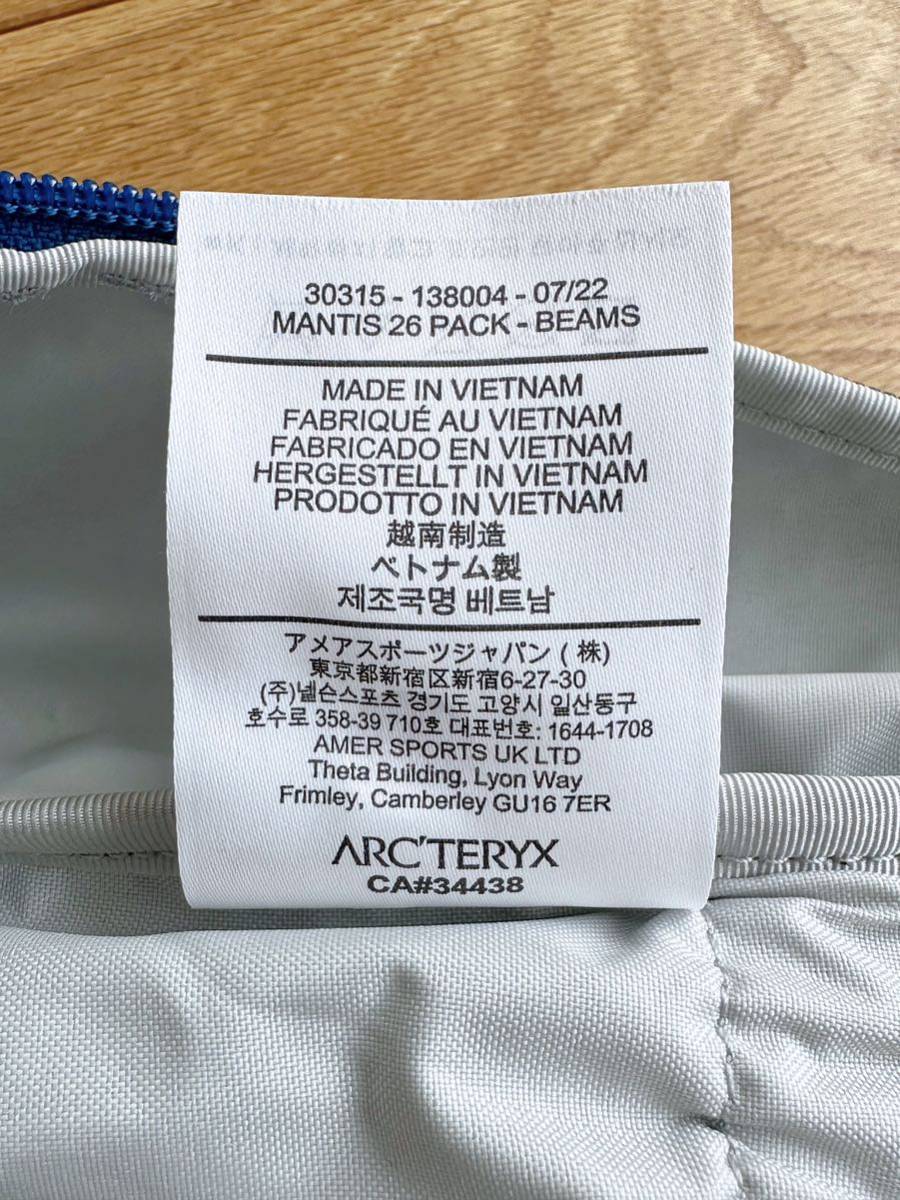 30315 - 138004 - 07/22
MANTIS 26 PACK - BEAMS
MADE IN VIETNAM
FABRIQUÉ AU VIETNAM
FABRICADO EN VIETNAM
HERGESTELLT IN VIETNAM
PRODOTTO IN VIETNAM
越南制造
ベトナム製
제조국명 베트남
アメアスポーツジャパン ( 株)
東京都新宿区新宿6-27-30
(주)넬슨스포츠 경기도 고양시 일산동구
호수로 358-39 710호 대표번호: 1644-1708
AMER SPORTS UK LTD
Theta Building, Lyon Way
Frimley, Camberley GU16 7ER
ARC'TERYX
CA#34438